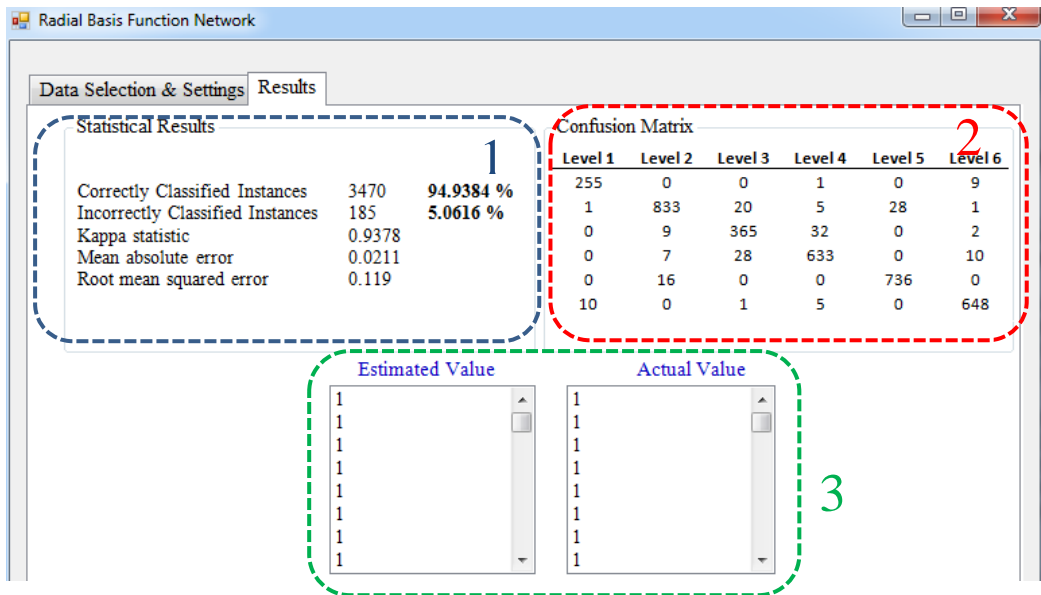 Radial Basis Function Network
Data Selection & Settings Results
Statistical Results
1
Correctly Classified Instances 3470 94.9384 %
Incorrectly Classified Instances 185 5.0616 %
Kappa statistic 0.9378
Mean absolute error 0.0211
Root mean squared error 0.119
Confusion Matrix
2
Level 1 Level 2 Level 3 Level 4 Level 5 Level 6
255 0 0 1 0 9
1 833 20 5 28 1
0 9 365 32 0 2
0 7 28 633 0 10
0 16 0 0 736 0
10 0 1 5 0 648
Estimated Value Actual Value
1 1
1 1
1 1
1 1
1 1
1 1
1 1
1 1
3